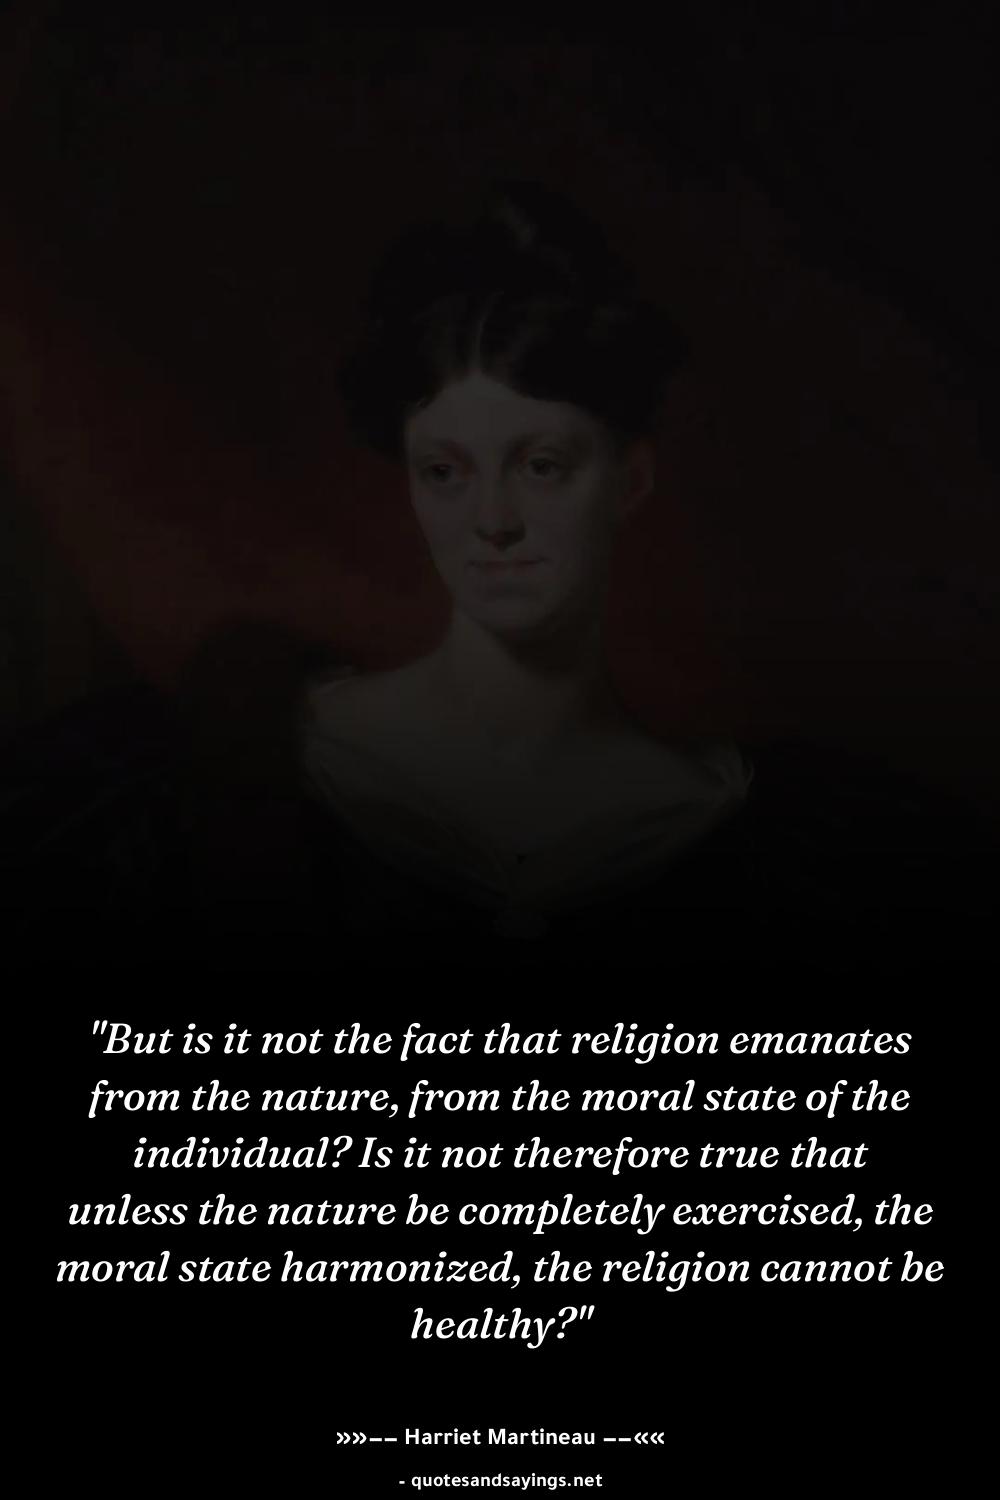 "But is it not the fact that religion emanates
from the nature, from the moral state of the
individual? Is it not therefore true that
unless the nature be completely exercised, the
moral state harmonized, the religion cannot be
healthy?"
»»–– Harriet Martineau ––««
- quotesandsayings.net